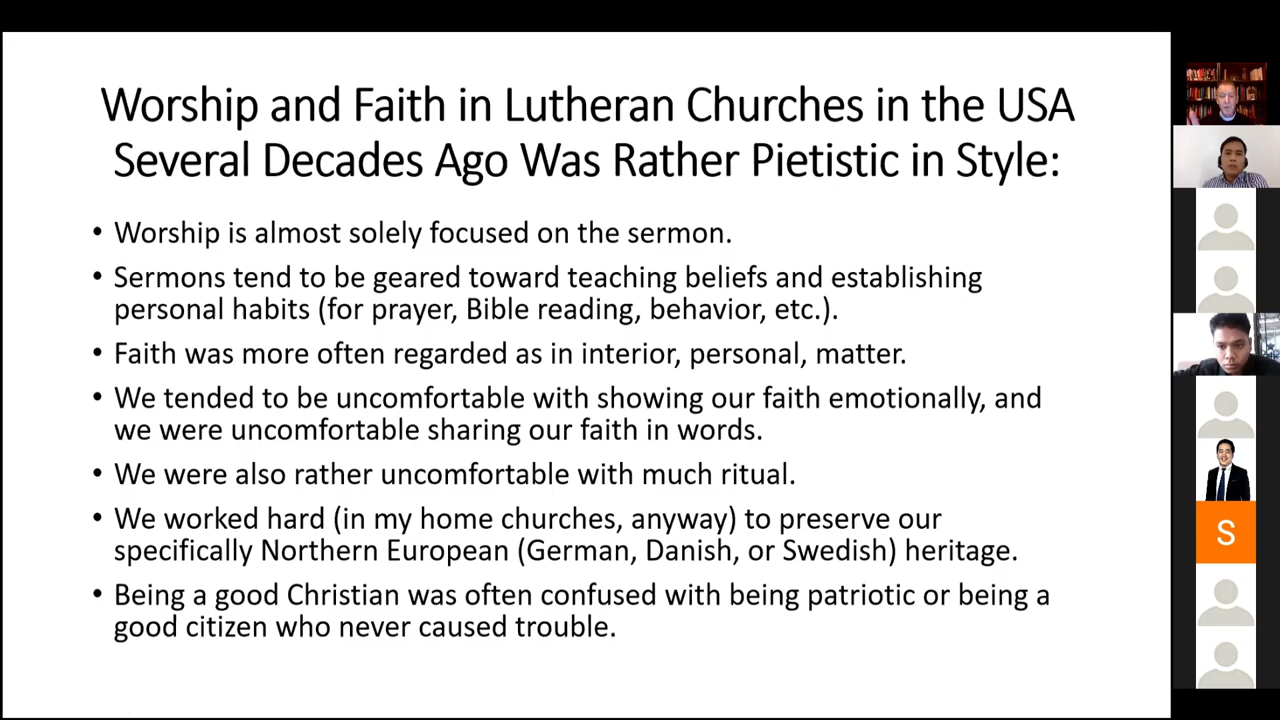 Worship and Faith in Lutheran Churches in the USA
Several Decades Ago Was Rather Pietistic in Style:
• Worship is almost solely focused on the sermon.
• Sermons tend to be geared toward teaching beliefs and establishing
personal habits (for prayer, Bible reading, behavior, etc.).
• Faith was more often regarded as in interior, personal, matter.
• We tended to be uncomfortable with showing our faith emotionally, and
we were uncomfortable sharing our faith in words.
• We were also rather uncomfortable with much ritual.
• We worked hard (in my home churches, anyway) to preserve our
specifically Northern European (German, Danish, or Swedish) heritage.
• Being a good Christian was often confused with being patriotic or being a
good citizen who never caused trouble.
S